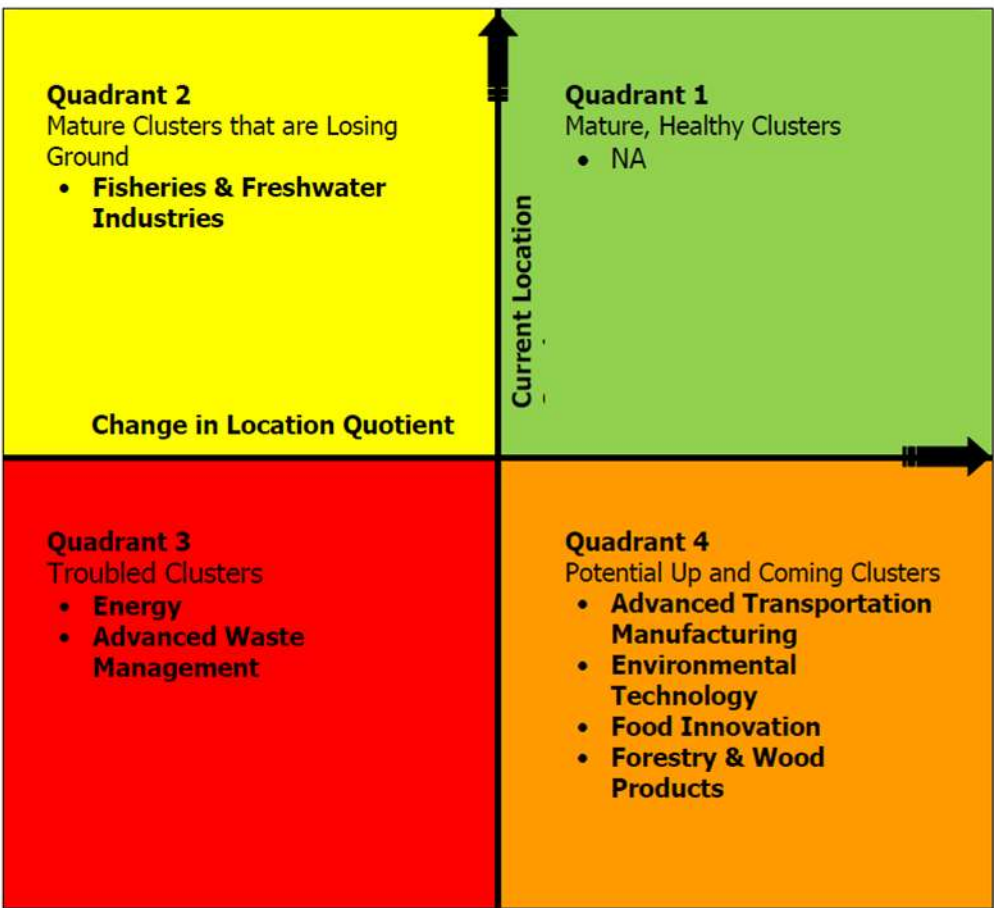 Quadrant 2
Mature Clusters that are Losing
Ground
• Fisheries & Freshwater
Industries
Change in Location Quotient
Quadrant 1
Mature, Healthy Clusters
• NA
Current Location
Quadrant 3
Troubled Clusters
• Energy
• Advanced Waste
Management
Quadrant 4
Potential Up and Coming Clusters
• Advanced Transportation
Manufacturing
• Environmental
Technology
• Food Innovation
• Forestry & Wood
Products